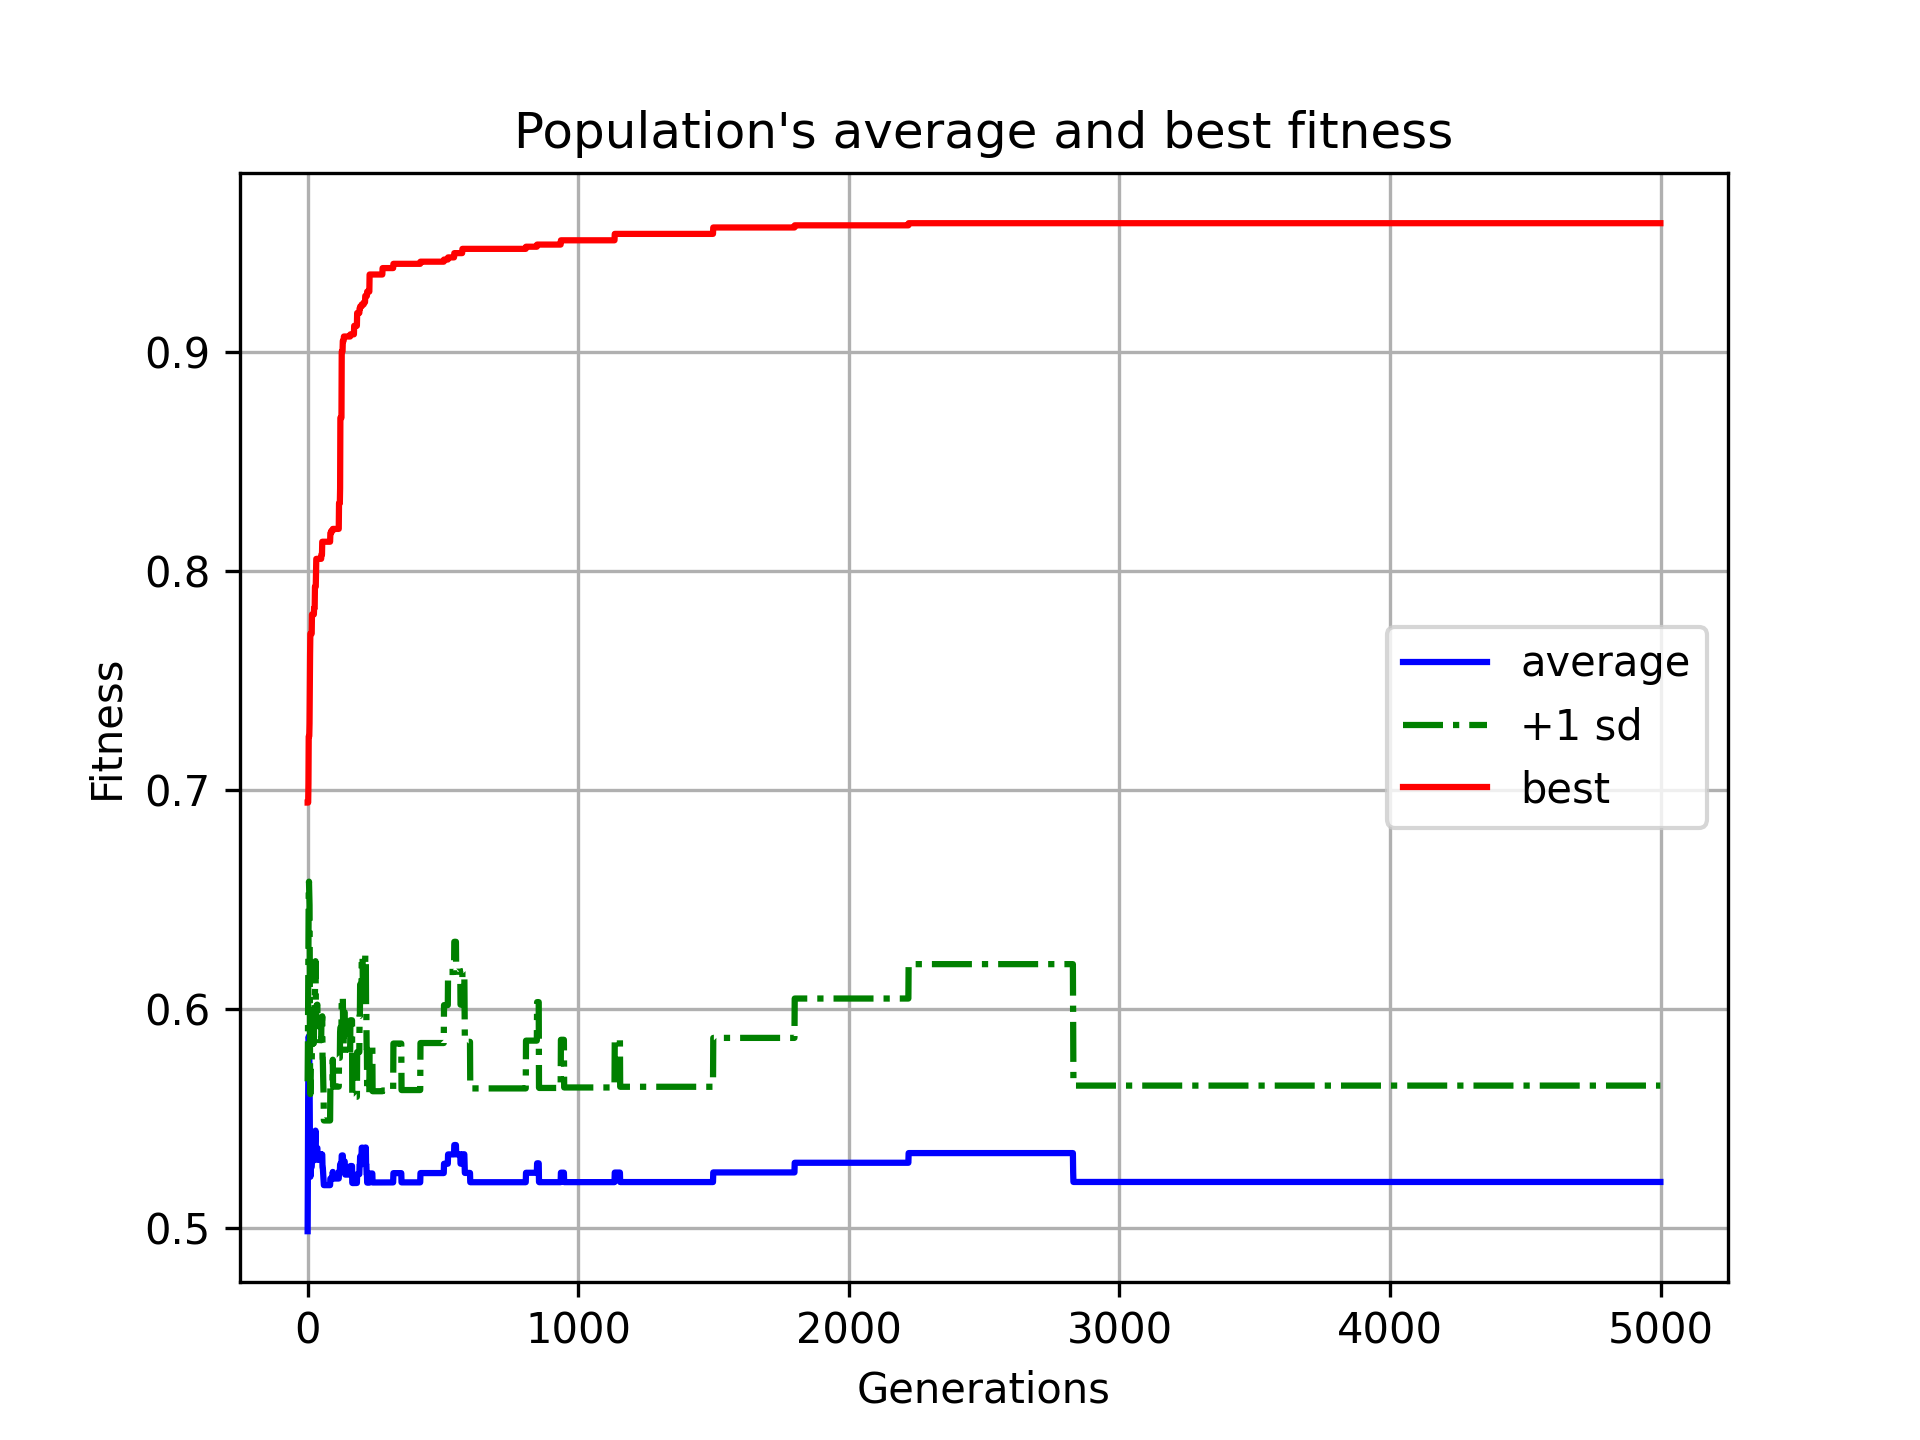 Population's average and best fitness
Fitness
0.9
0.8
0.7
0.6
0.5
average
+1 sd
best
0 1000 2000 3000 4000 5000
Generations